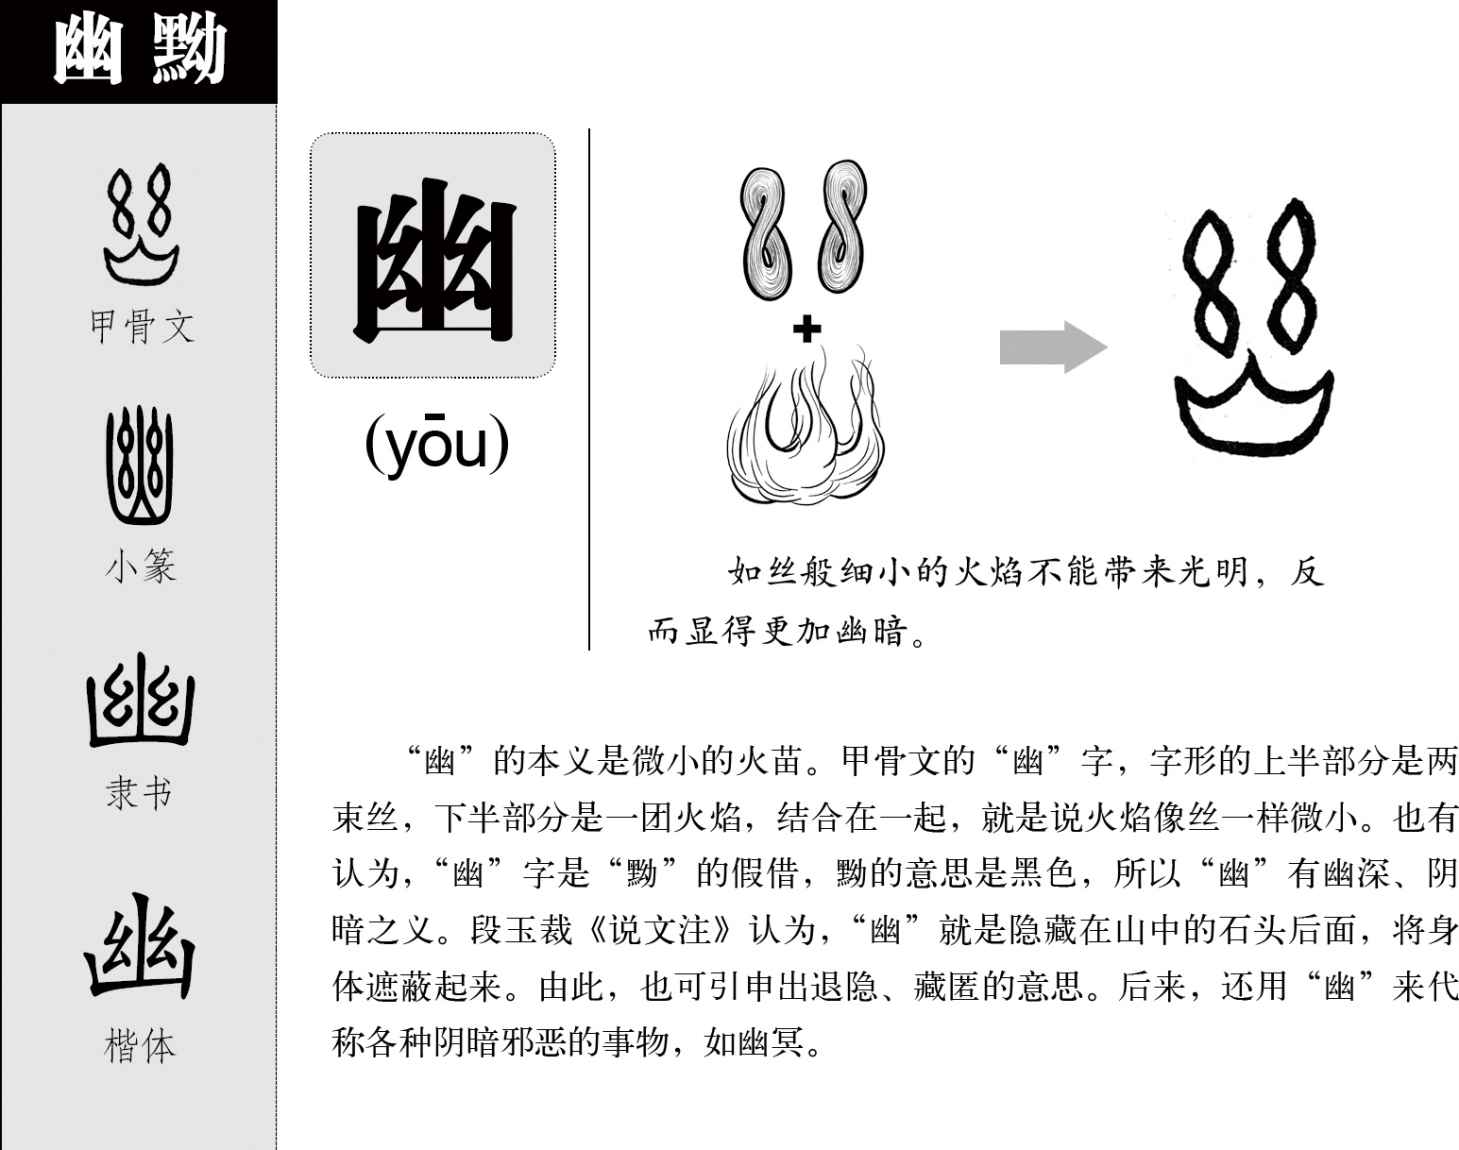 幽 黝
甲骨文
小篆
隶书
楷体
幽
(yōu)
+
如丝般细小的火焰不能带来光明，反
而显得更加幽暗。
“幽”的本义是微小的火苗。甲骨文的“幽”字，字形的上半部分是两
束丝，下半部分是一团火焰，结合在一起，就是说火焰像丝一样微小。也有
认为，“幽”字是“黝”的假借，黝的意思是黑色，所以“幽”有幽深、阴
暗之义。段玉裁《说文注》认为，“幽”就是隐藏在山中的石头后面，将身
体遮蔽起来。由此，也可引申出退隐、藏匿的意思。后来，还用“幽”来代
称各种阴暗邪恶的事物，如幽冥。